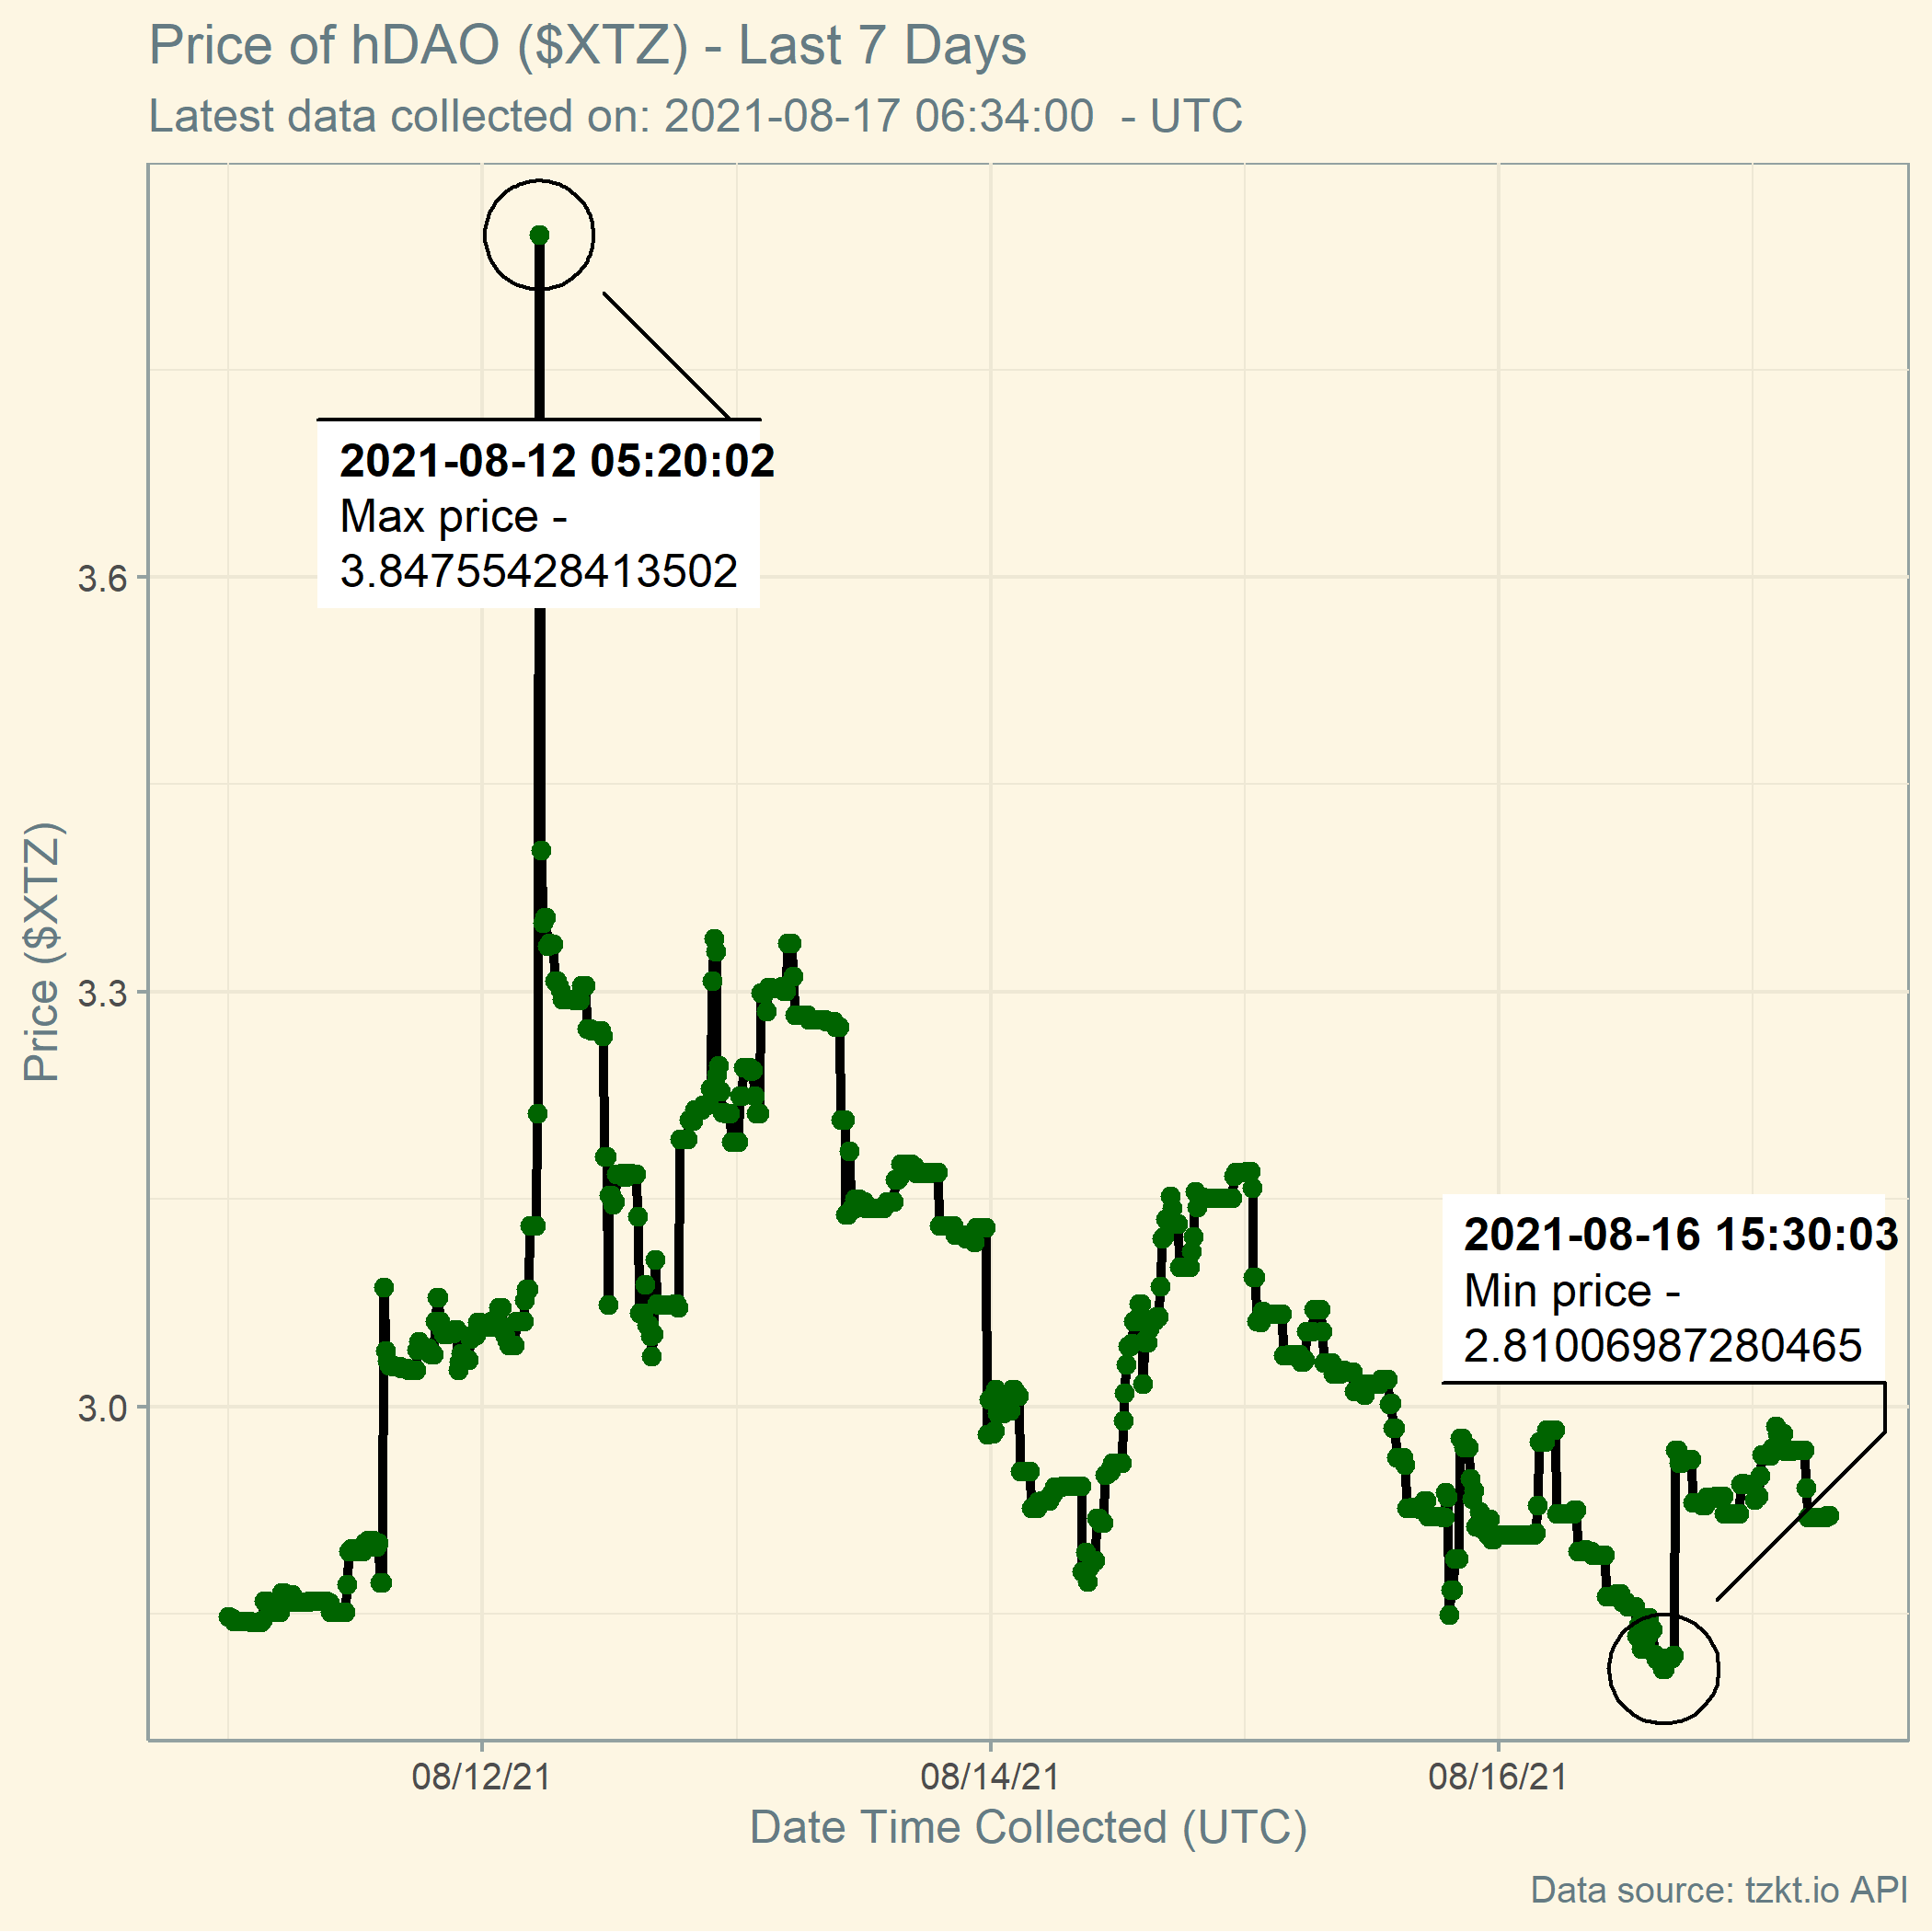 Price of hDAO ($XTZ) - Last 7 Days
Latest data collected on: 2021-08-17 06:34:00  - UTC
2021-08-12 05:20:02
Max price -
3.84755428413502
3.6
Price ($XTZ)
3.3
2021-08-16 15:30:03
Min price -
2.81006987280465
3.0
08/12/21
08/14/21
08/16/21
Date Time Collected (UTC)
Data source: tzkt.io API